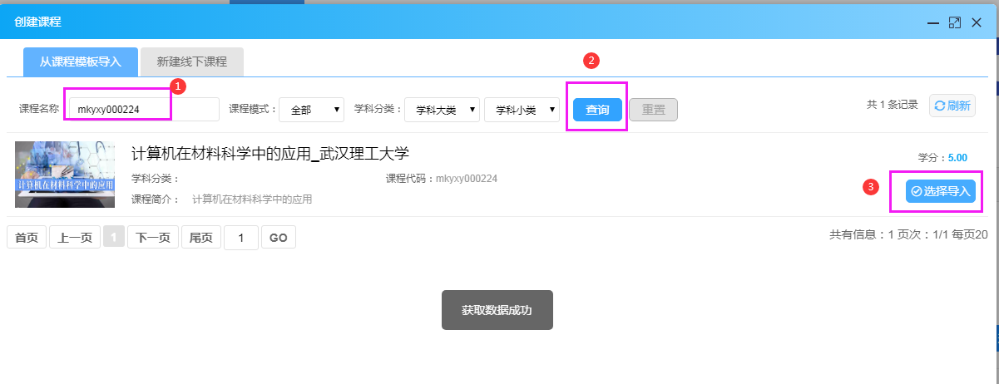 创建课程
从课程模板导入 新建线下课程
2
1
课程名称 mkyxy000224 课程模式： 全部 学科分类： 学科大类 学科小类 查询 重置 共 1 条记录 刷新
计算机在材料科学中的应用_武汉理工大学
学分：5.00
计算机在材料科学中的应用
学科分类： 课程代码：mkyxy000224
3 选择导入
课程简介： 计算机在材料科学中的应用
首页 上一页 1 下一页 尾页 1 GO 共有信息：1 页次：1/1 每页20
获取数据成功